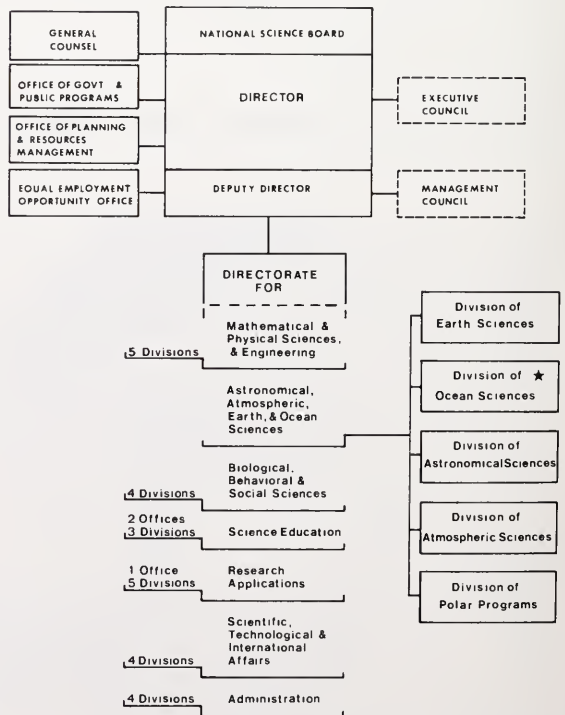 GENERAL
COUNSEL
NATIONAL SCIENCE BOARD
OFFICE OF GOVT &
PUBLIC PROGRAMS
DIRECTOR
EXECUTIVE
COUNCIL
OFFICE OF PLANNING
& RESOURCES
MANAGEMENT
EQUAL EMPLOYMENT
OPPORTUNITY OFFICE
DEPUTY DIRECTOR
MANAGEMENT
COUNCIL
DIRECTORATE
FOR
Mathematical &
Physical Sciences,
& Engineering
5 Divisions
Astronomical,
Atmospheric,
Earth, & Ocean
Sciences
Division of
Earth Sciences
Division of ★
Ocean Sciences
Division of
Astronomical Sciences
Division of
Atmospheric Sciences
Division of
Polar Programs
Biological,
Behavioral &
Social Sciences
4 Divisions
2 Offices
3 Divisions
Science Education
1 Office
5 Divisions
Research
Applications
Scientific,
Technological &
International
Affairs
4 Divisions
4 Divisions
Administration